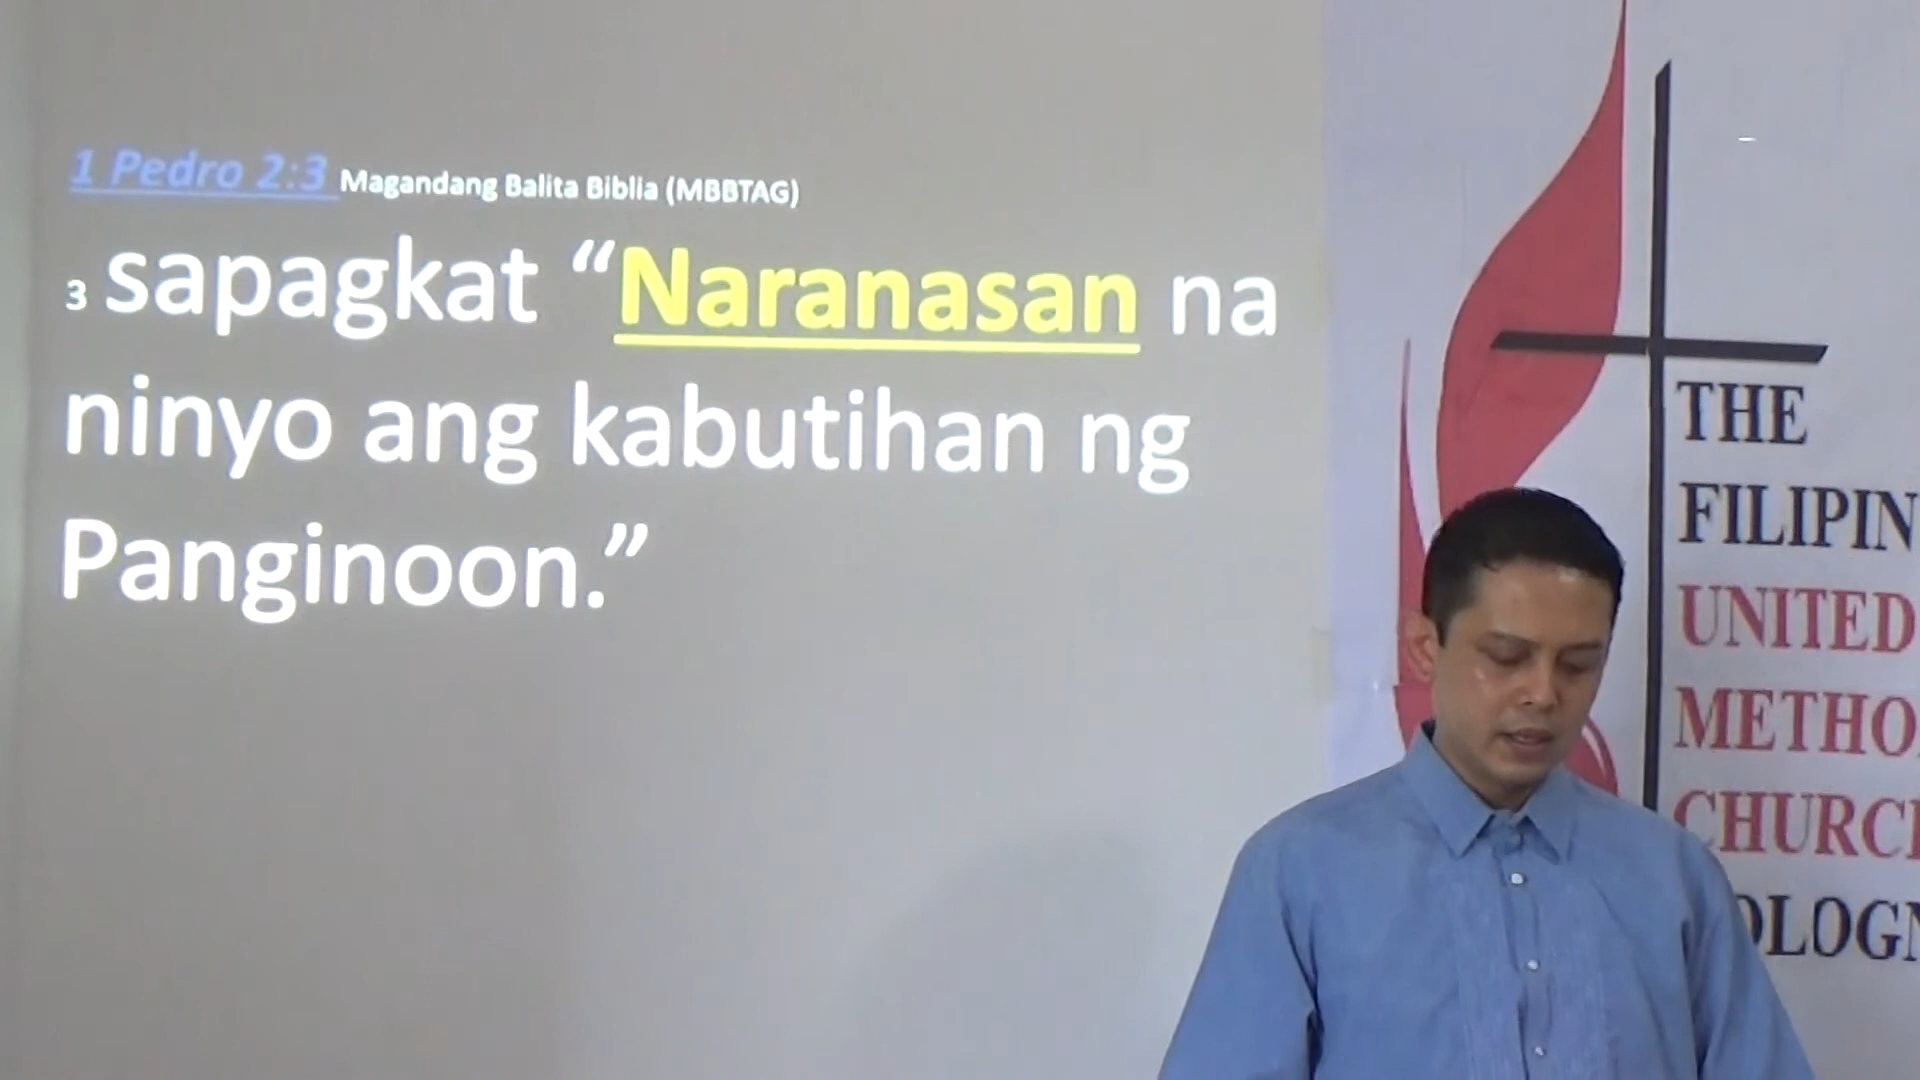 1 Pedro 2:3 Magandang Balita Biblia (MBBTAG)
3 sapagkat “Naranasan na
ninyo ang kabutihan ng
Panginoon.”
THE
FILIPIN
UNITED
METHO
CHURC
OLOGN